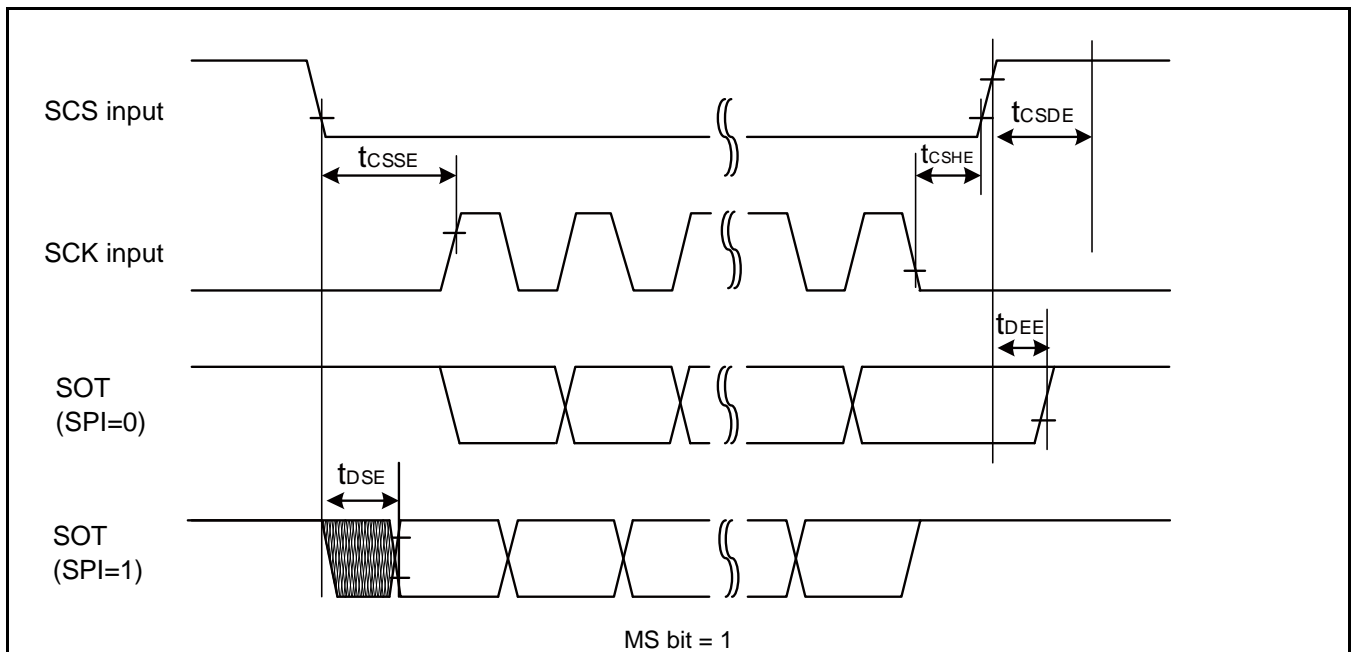 SCS input
tCSDE
tCSSE
tCSHE
SCK input
tDEE
SOT
(SPI=0)
tDSE
SOT
(SPI=1)
MS bit = 1